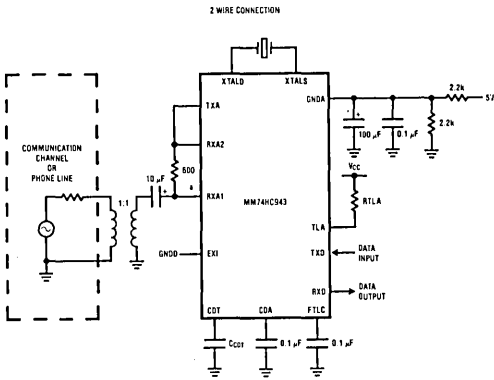 2 WIRE CONNECTION
XTALD
XTALS
TXA
GNDA
2.2k
5V
100 μF
0.1 μF
2.2k
RXA2
COMMUNICATION
CHANNEL
OR
PHONE LINE
1:1
10 μF
+
600
RXA1
MM74HC943
VCC
RTLA
TLA
TXD
DATA
INPUT
GNDD
EXI
RXD
DATA
OUTPUT
CDT
CDA
FTLC
CCDT
0.1 μF
0.1 μF